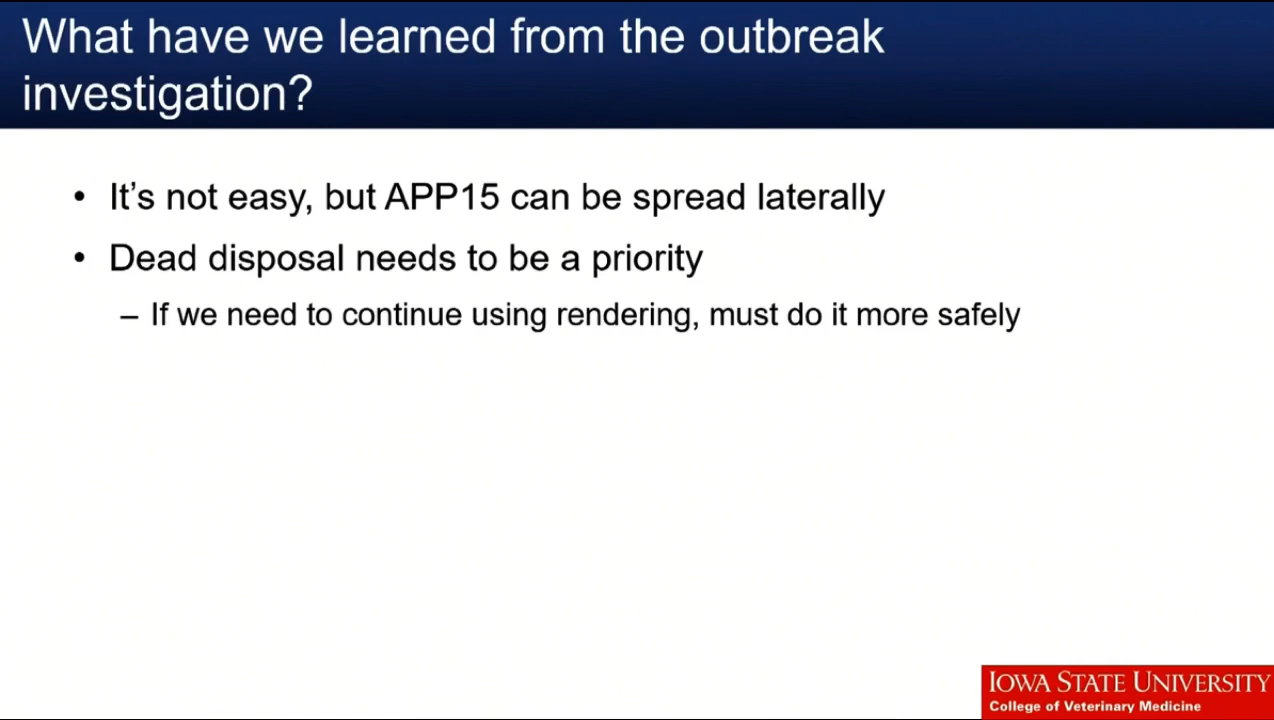 What have we learned from the outbreak
investigation?
• It’s not easy, but APP15 can be spread laterally
• Dead disposal needs to be a priority
– If we need to continue using rendering, must do it more safely
IOWA STATE UNIVERSITY
College of Veterinary Medicine